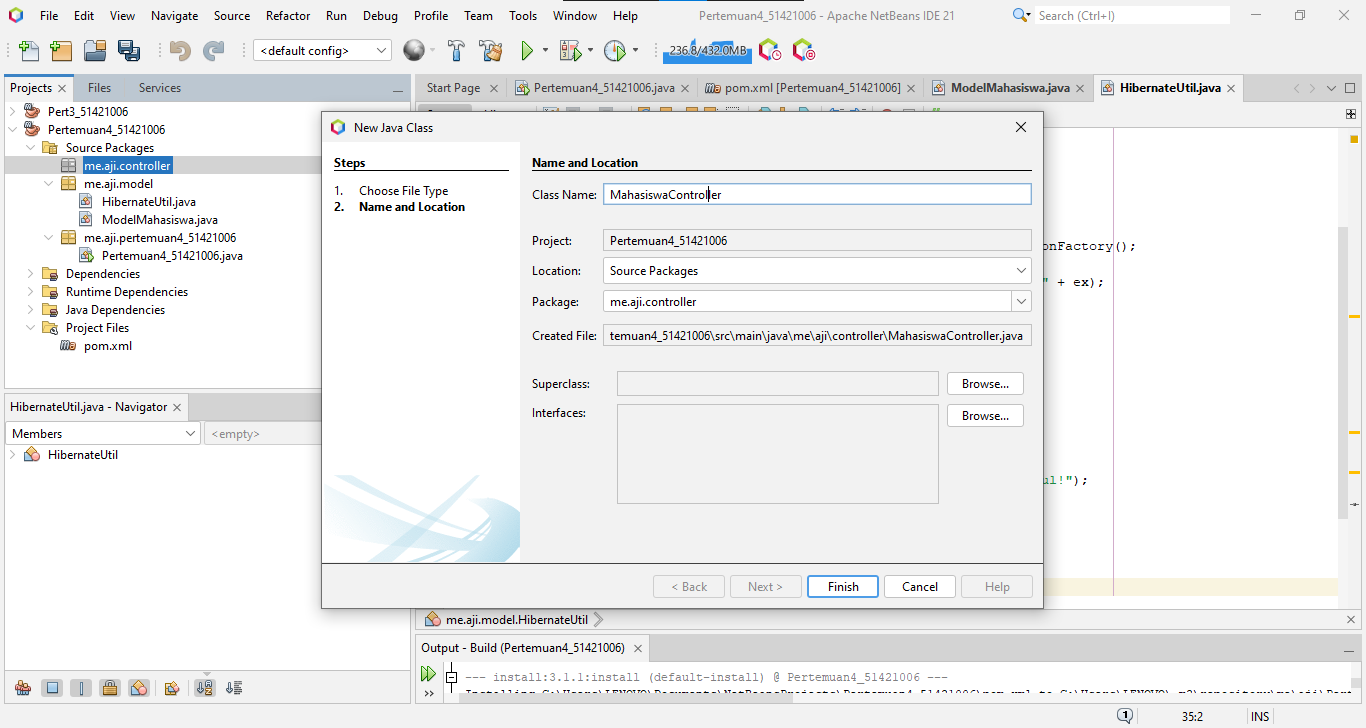 File Edit View Navigate Source Refactor Run Debug Profile Team Tools Window Help Pertemuan4_51421006 - Apache NetBeans IDE 21 Search (Ctrl+I)
<default config> 236.8/432.0MB
Projects Files Services
Start Page Pertemuan4_51421006.java pom.xml [Pertemuan4_51421006] ModelMahasiswa.java HibernateUtil.java
Pert3_51421006
Pertemuan4_51421006
Source Packages
me.aji.controller
me.aji.model
HibernateUtil.java
ModelMahasiswa.java
me.aji.pertemuan4_51421006
Pertemuan4_51421006.java
Dependencies
Runtime Dependencies
Java Dependencies
Project Files
pom.xml
HibernateUtil.java - Navigator
Members <empty>
HibernateUtil
New Java Class
Steps
1. Choose File Type
2. Name and Location
Name and Location
Class Name: MahasiswaController
Project: Pertemuan4_51421006
Location: Source Packages
Package: me.aji.controller
Created File: temuan4_51421006\src\main\java\me\aji\controller\MahasiswaController.java
Superclass: Browse...
Interfaces: Browse...
< Back Next > Finish Cancel Help
onFactory();
" + ex);
ul!");
me.aji.model.HibernateUtil
Output - Build (Pertemuan4_51421006)
--- install:3.1.1:install (default-install) @ Pertemuan4_51421006 ---
1 35:2 INS